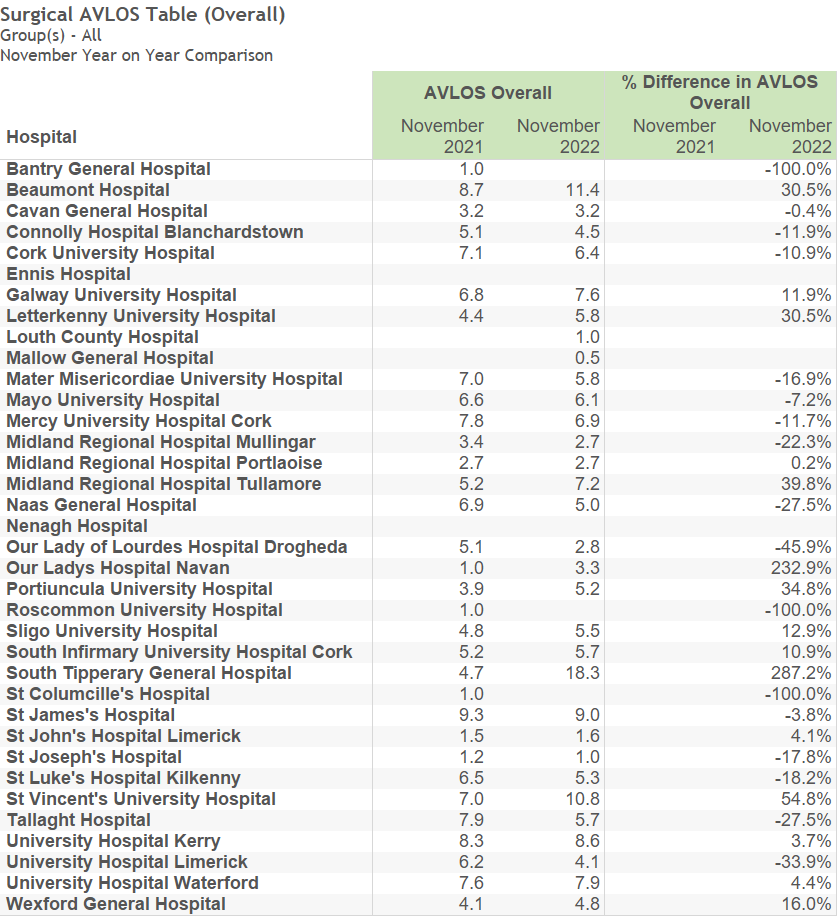 Surgical AVLOS Table (Overall)
Group(s) - All
November Year on Year Comparison
AVLOS Overall % Difference in AVLOS Overall
Hospital November 2021 November 2022 November 2021 November 2022
Bantry General Hospital 1.0 -100.0%
Beaumont Hospital 8.7 11.4 30.5%
Cavan General Hospital 3.2 3.2 -0.4%
Connolly Hospital Blanchardstown 5.1 4.5 -11.9%
Cork University Hospital 7.1 6.4 -10.9%
Ennis Hospital
Galway University Hospital 6.8 7.6 11.9%
Letterkenny University Hospital 4.4 5.8 30.5%
Louth County Hospital 1.0
Mallow General Hospital 0.5
Mater Misericordiae University Hospital 7.0 5.8 -16.9%
Mayo University Hospital 6.6 6.1 -7.2%
Mercy University Hospital Cork 7.8 6.9 -11.7%
Midland Regional Hospital Mullingar 3.4 2.7 -22.3%
Midland Regional Hospital Portlaoise 2.7 2.7 0.2%
Midland Regional Hospital Tullamore 5.2 7.2 39.8%
Naas General Hospital 6.9 5.0 -27.5%
Nenagh Hospital
Our Lady of Lourdes Hospital Drogheda 5.1 2.8 -45.9%
Our Ladys Hospital Navan 1.0 3.3 232.9%
Portiuncula University Hospital 3.9 5.2 34.8%
Roscommon University Hospital 1.0 -100.0%
Sligo University Hospital 4.8 5.5 12.9%
South Infirmary University Hospital Cork 5.2 5.7 10.9%
South Tipperary General Hospital 4.7 18.3 287.2%
St Columcille's Hospital 1.0 -100.0%
St James's Hospital 9.3 9.0 -3.8%
St John's Hospital Limerick 1.5 1.6 4.1%
St Joseph's Hospital 1.2 1.0 -17.8%
St Luke's Hospital Kilkenny 6.5 5.3 -18.2%
St Vincent's University Hospital 7.0 10.8 54.8%
Tallaght Hospital 7.9 5.7 -27.5%
University Hospital Kerry 8.3 8.6 3.7%
University Hospital Limerick 6.2 4.1 -33.9%
University Hospital Waterford 7.6 7.9 4.4%
Wexford General Hospital 4.1 4.8 16.0%